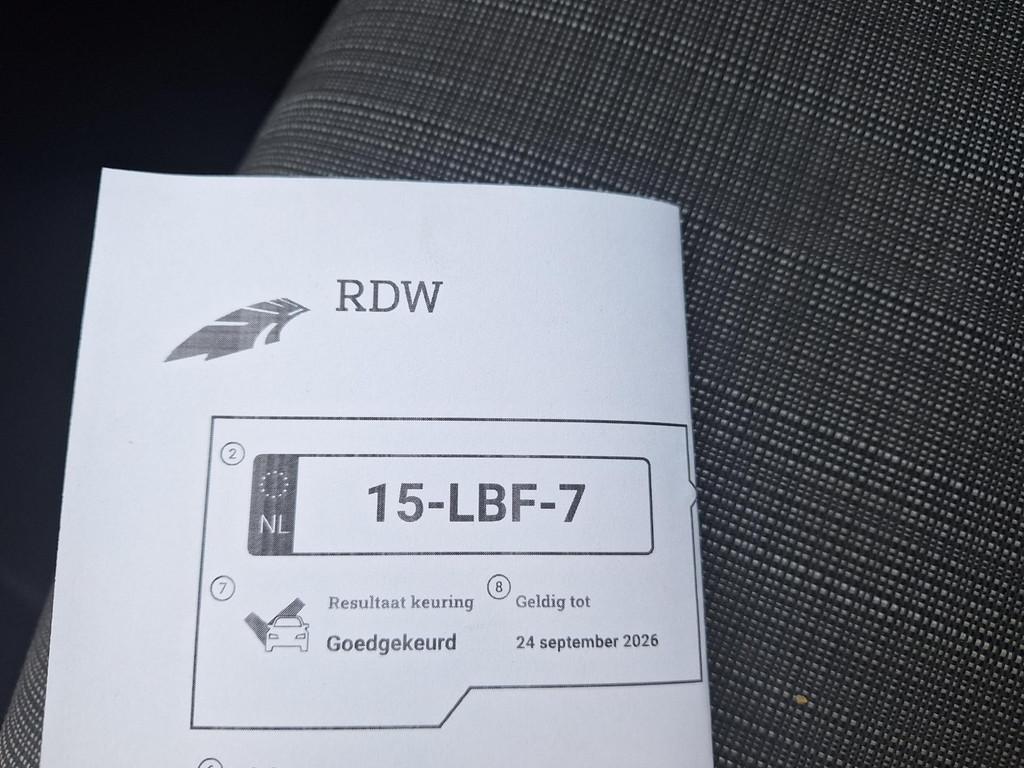 RDW
2
NL
15-LBF-7
7
Resultaat keuring
8
Geldig tot
Goedgekeurd
24 september 2026